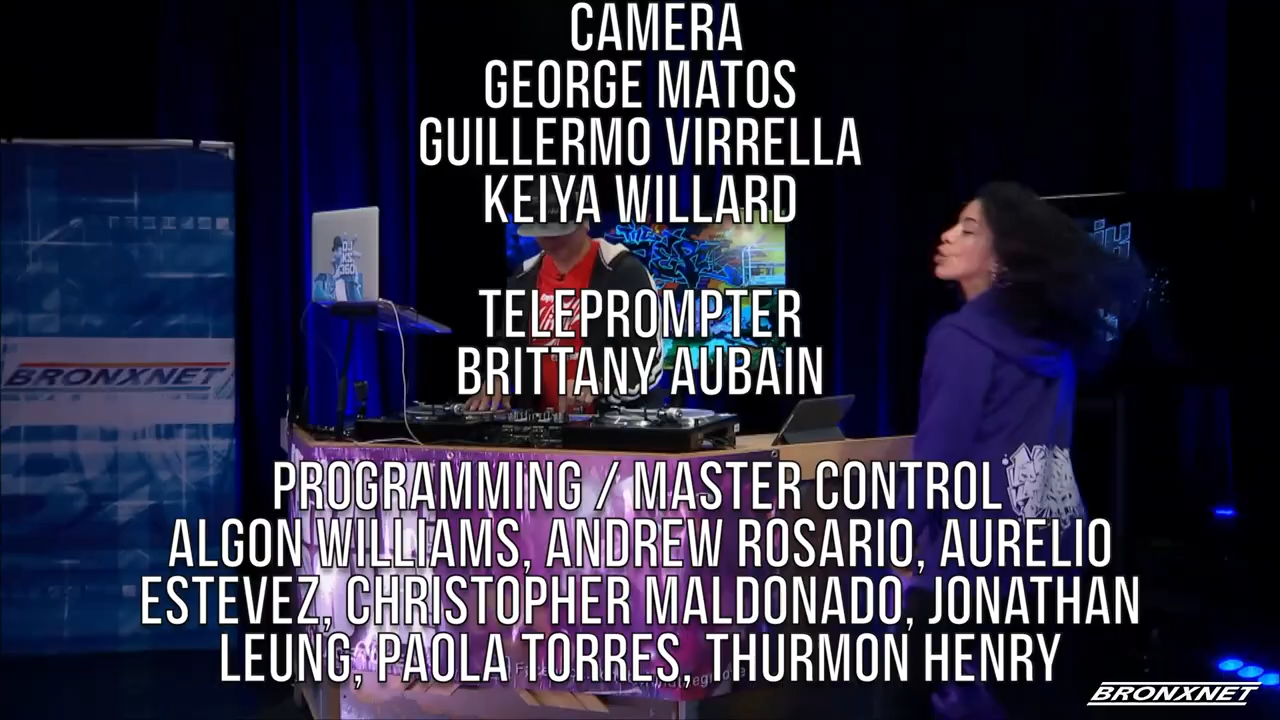 CAMERA
GEORGE MATOS
GUILLERMO VIRRELLA
KEIYA WILLARD
TELEPROMPTER
BRITTANY AUBAIN
BRONXNET
PROGRAMMING / MASTER CONTROL
ALGON WILLIAMS, ANDREW ROSARIO, AURELIO
ESTEVEZ, CHRISTOPHER MALDONADO, JONATHAN
LEUNG, PAOLA TORRES, THURMON HENRY
BRONXNET